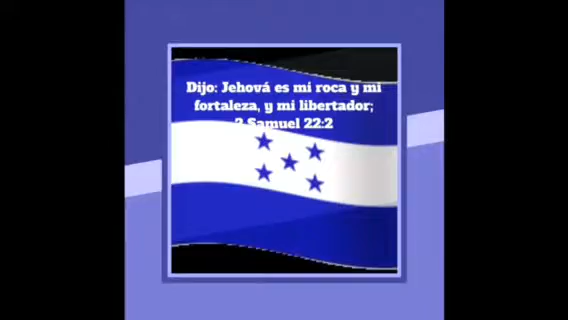 Dijo: Jehová es mi roca y mi
fortaleza, y mi libertador;
2 Samuel 22:2